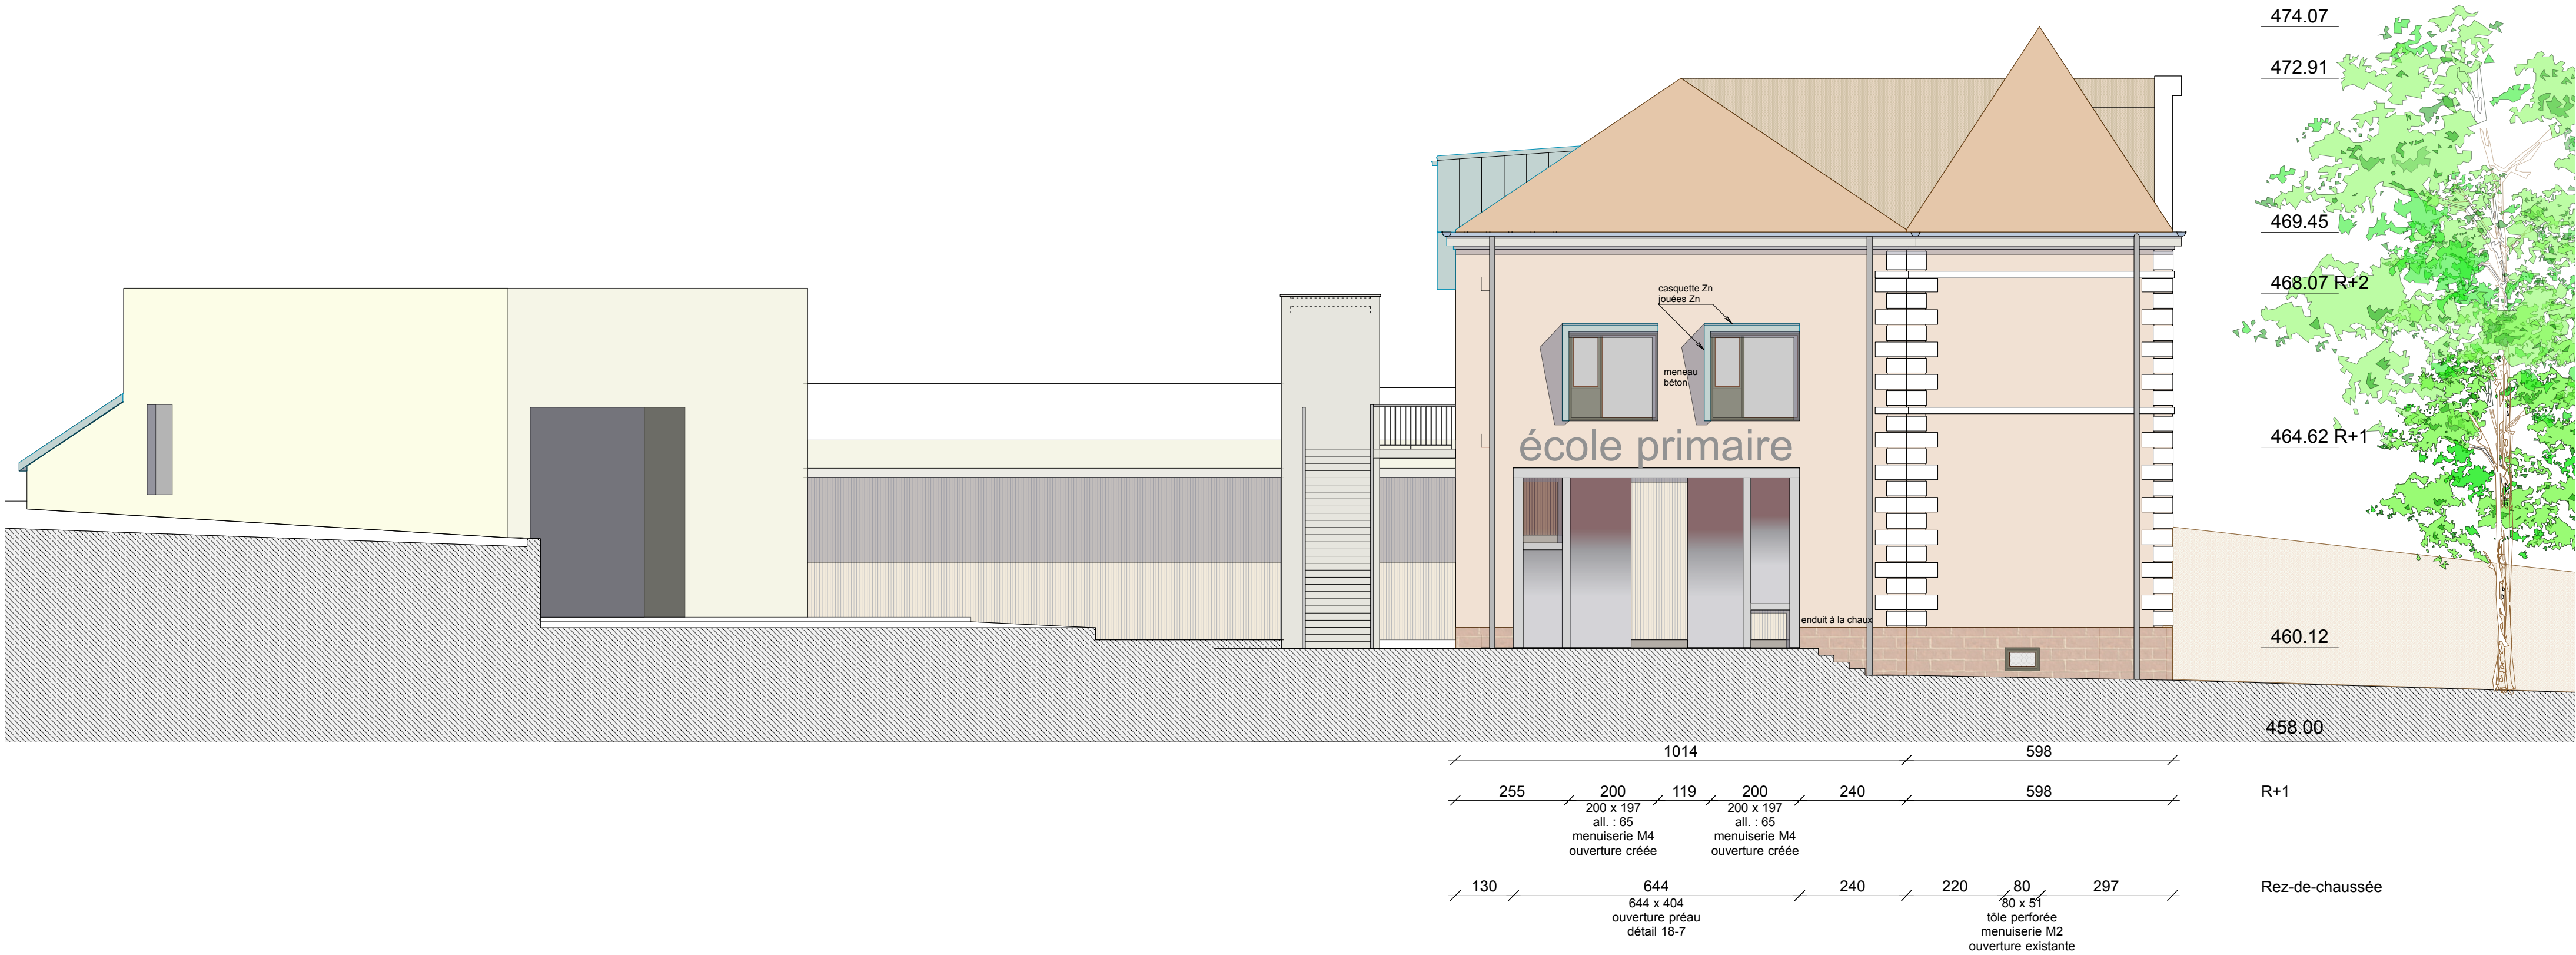 474.07
472.91
469.45
468.07 R+2
casquette Zn
jouées Zn
meneau
béton
464.62 R+1
école primaire
enduit à la chaux
460.12
458.00
1014 598
255 200 119 200 240 598 R+1
200 x 197 200 x 197
all. : 65 all. : 65
menuiserie M4 menuiserie M4
ouverture créée ouverture créée
130 644 240 220 80 297 Rez-de-chaussée
644 x 404 80 x 51
ouverture préau tôle perforée
détail 18-7 menuiserie M2
ouverture existante